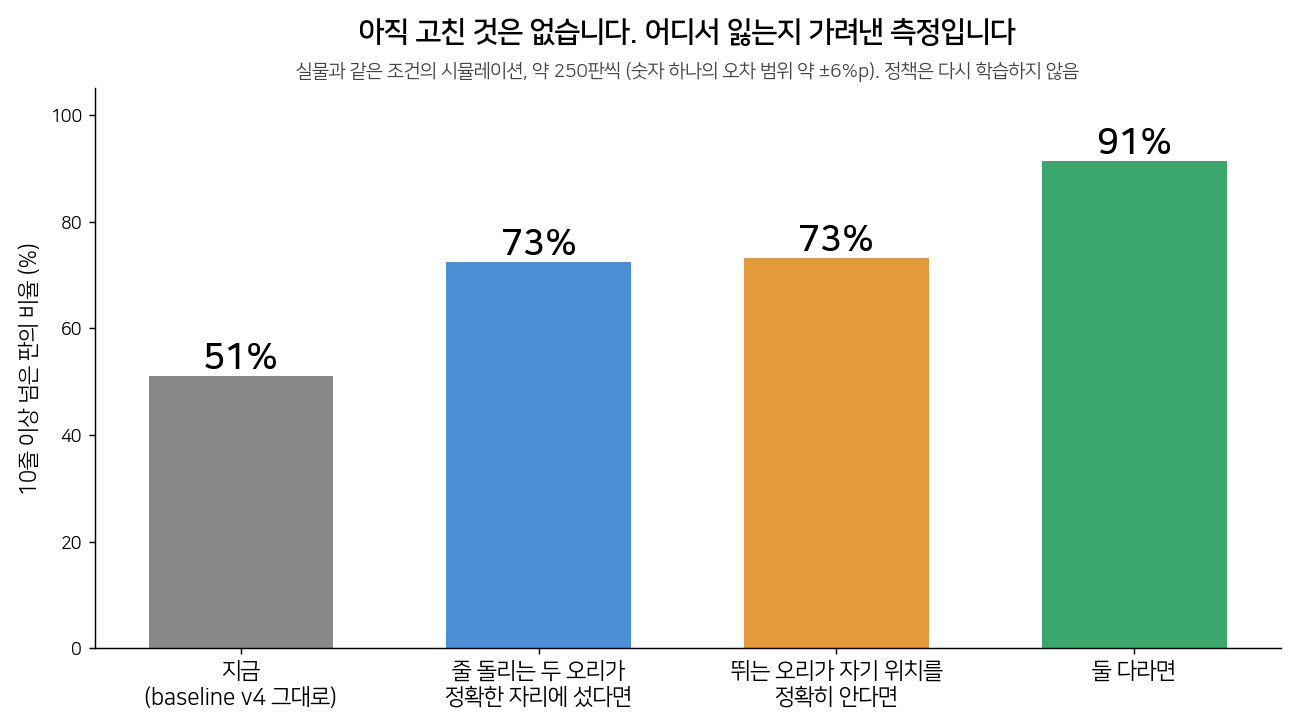 아직 고친 것은 없습니다. 어디서 잃는지 가려낸 측정입니다
실물과 같은 조건의 시뮬레이션, 약 250판씩 (숫자 하나의 오차 범위 약 ±6%p). 정책은 다시 학습하지 않음
10줄 이상 넘은 판의 비율 (%)
100
80
60
40
20
0
51%
73%
73%
91%
지금
(baseline v4 그대로)
줄 돌리는 두 오리가
정확한 자리에 섰다면
뛰는 오리가 자기 위치를
정확히 안다면
둘 다라면